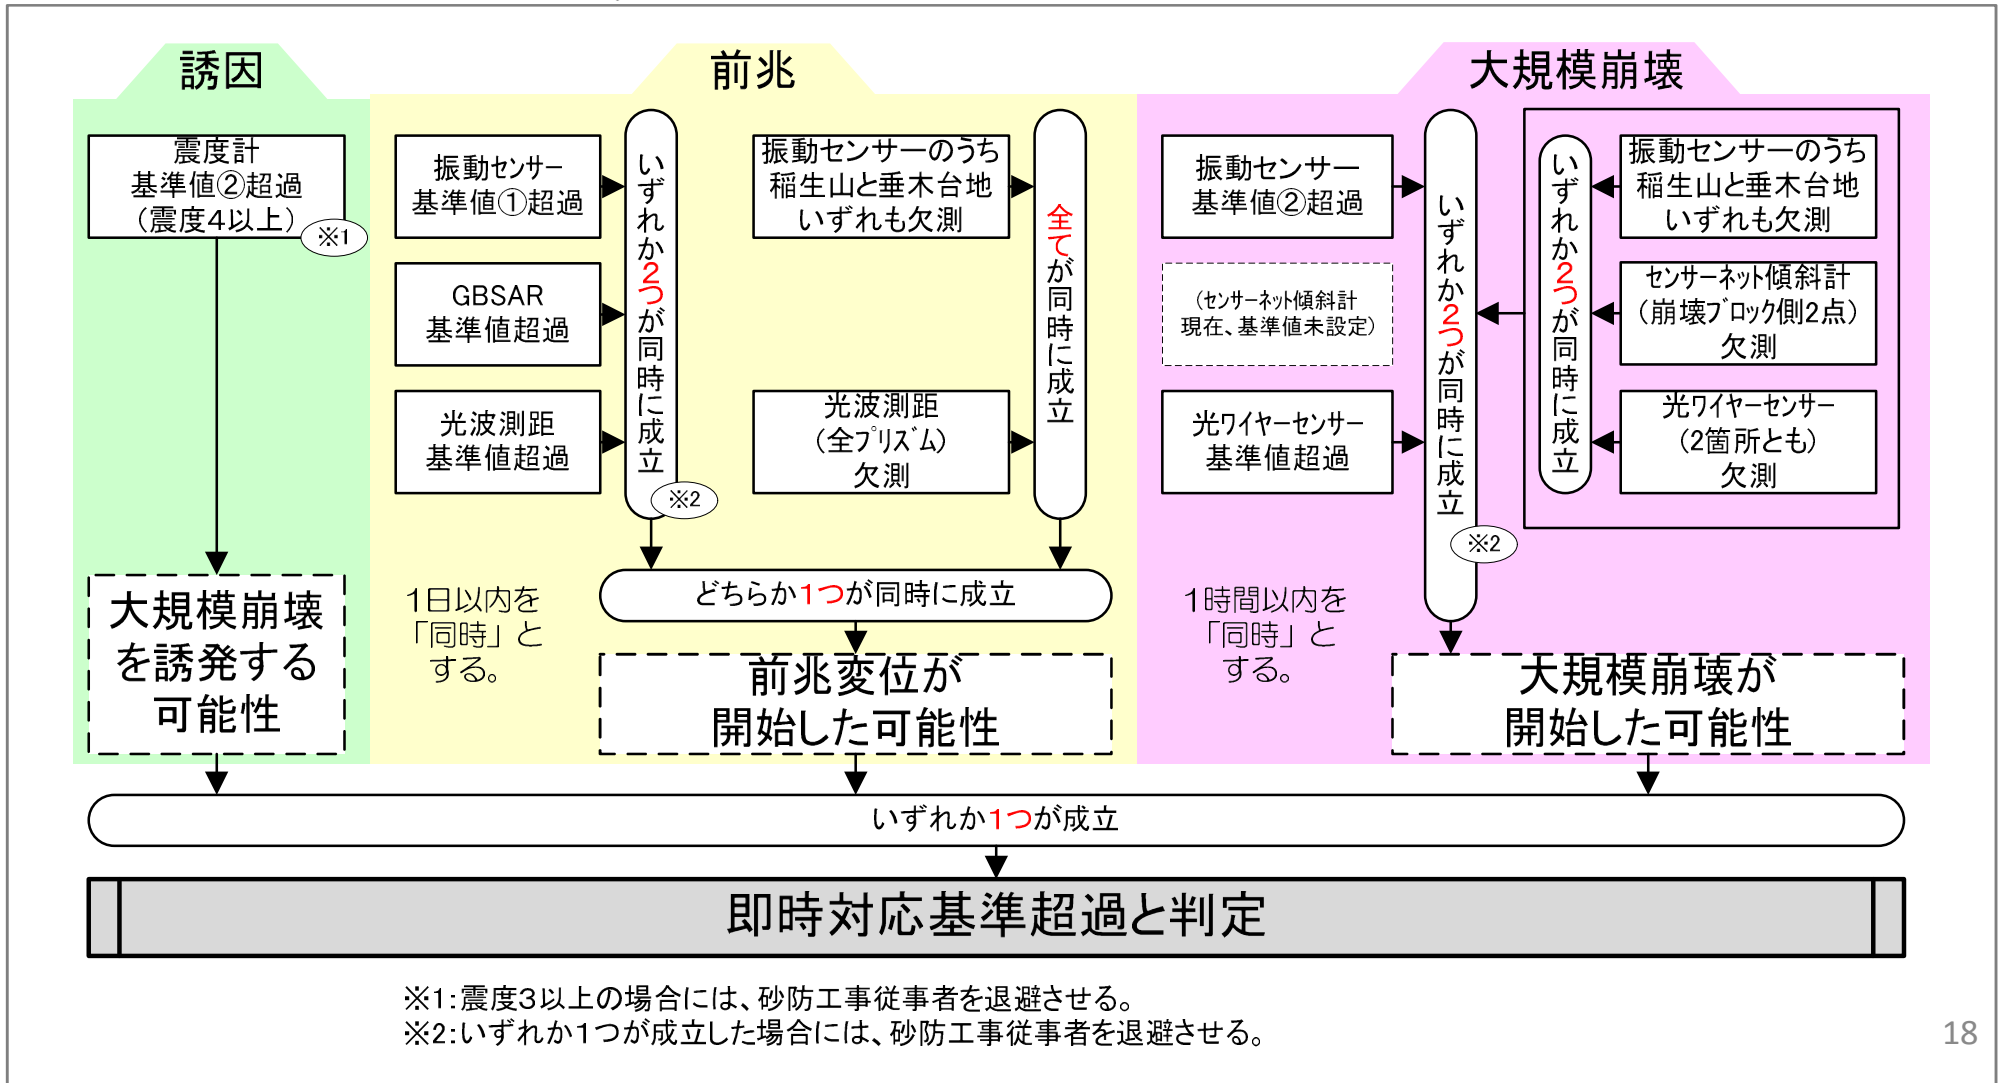 誘因
震度計
基準値②超過
(震度4以上)
※1
大規模崩壊
を誘発する
可能性
前兆
振動センサー
基準値①超過
GBSAR
基準値超過
光波測距
基準値超過
いずれか2つが同時に成立
※2
振動センサーのうち
稲生山と垂木台地
いずれも欠測
光波測距
(全プリズム)
欠測
全てが同時に成立
1日以内を
「同時」と
する。
どちらか1つが同時に成立
前兆変位が
開始した可能性
大規模崩壊
振動センサー
基準値②超過
(センサーネット傾斜計
現在、基準値未設定)
光ワイヤーセンサー
基準値超過
いずれか2つが同時に成立
※2
いずれか2つが同時に成立
振動センサーのうち
稲生山と垂木台地
いずれも欠測
センサーネット傾斜計
(崩壊ブロック側2点)
欠測
光ワイヤーセンサー
(2箇所とも)
欠測
1時間以内を
「同時」と
する。
大規模崩壊が
開始した可能性
いずれか1つが成立
即時対応基準超過と判定
※1:震度3以上の場合には、砂防工事従事者を退避させる。
※2:いずれか1つが成立した場合には、砂防工事従事者を退避させる。
18